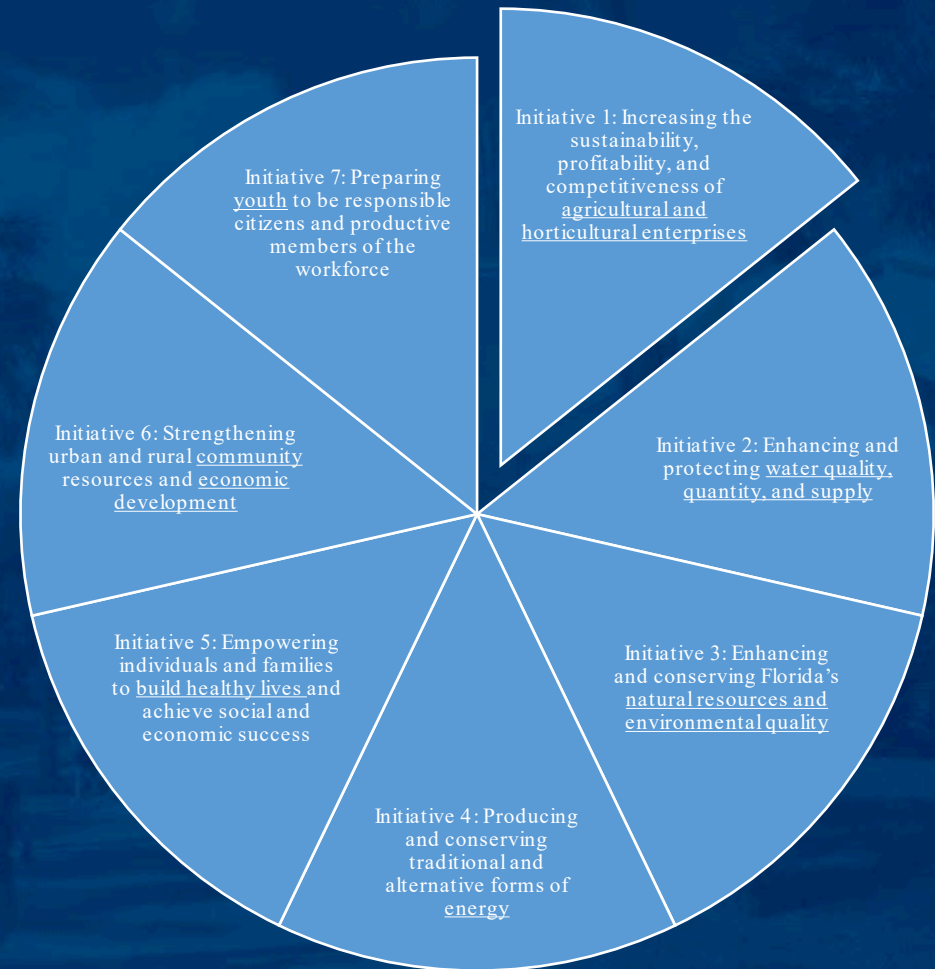 Initiative 1: Increasing the
sustainability,
profitability, and
competitiveness of
agricultural and
horticultural enterprises
Initiative 2: Enhancing and
protecting water quality,
quantity, and supply
Initiative 3: Enhancing
and conserving Florida’s
natural resources and
environmental quality
Initiative 4: Producing
and conserving
traditional and
alternative forms of
energy
Initiative 5: Empowering
individuals and families
to build healthy lives and
achieve social and
economic success
Initiative 6: Strengthening
urban and rural community
resources and economic
development
Initiative 7: Preparing
youth to be responsible
citizens and productive
members of the
workforce